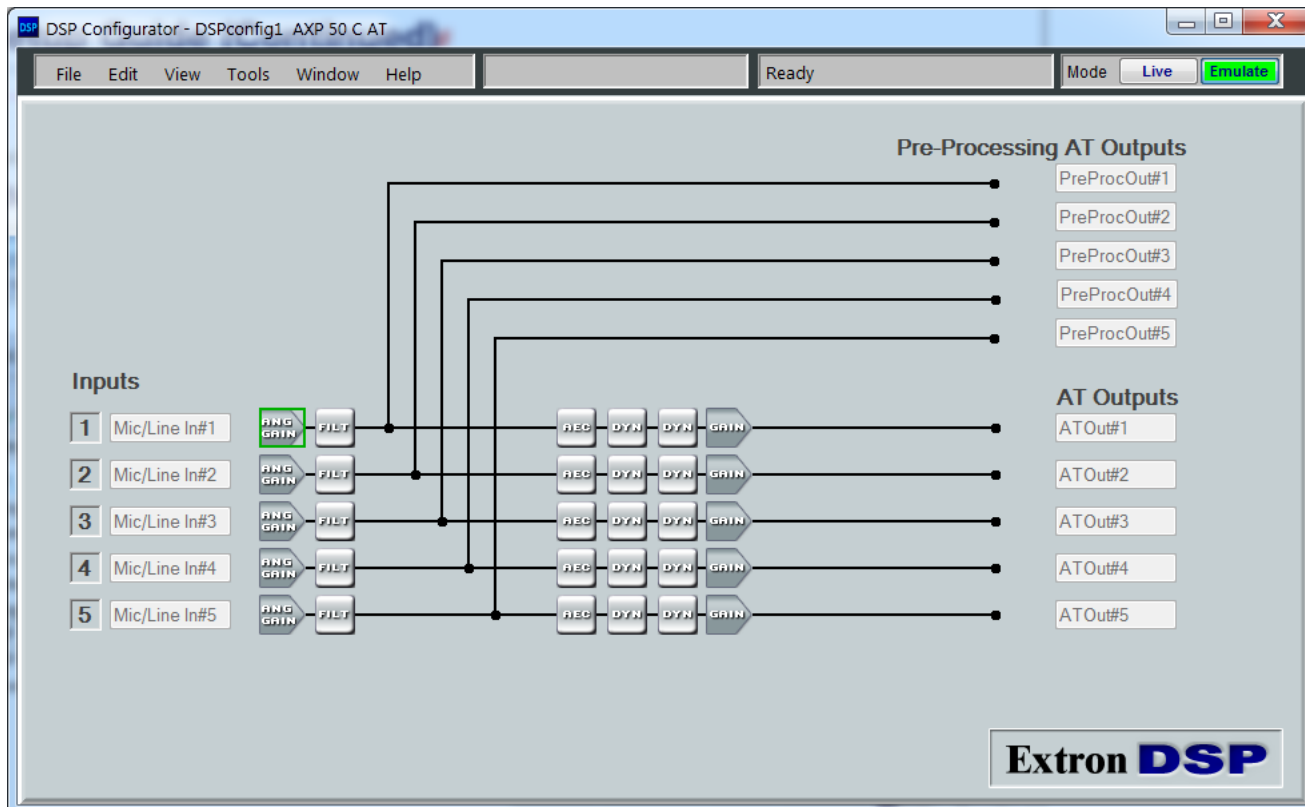 DSP DSP Configurator - DSPconfig1 AXP 50 C AT
File Edit View Tools Window Help Ready Mode Live Emulate
Pre-Processing AT Outputs
PreProcOut#1
PreProcOut#2
PreProcOut#3
PreProcOut#4
PreProcOut#5
Inputs
AT Outputs
1 Mic/Line In#1 ANG GAIN FILT AEC DYN DYN GAIN ATOut#1
2 Mic/Line In#2 ANG GAIN FILT AEC DYN DYN GAIN ATOut#2
3 Mic/Line In#3 ANG GAIN FILT AEC DYN DYN GAIN ATOut#3
4 Mic/Line In#4 ANG GAIN FILT AEC DYN DYN GAIN ATOut#4
5 Mic/Line In#5 ANG GAIN FILT AEC DYN DYN GAIN ATOut#5
Extron DSP